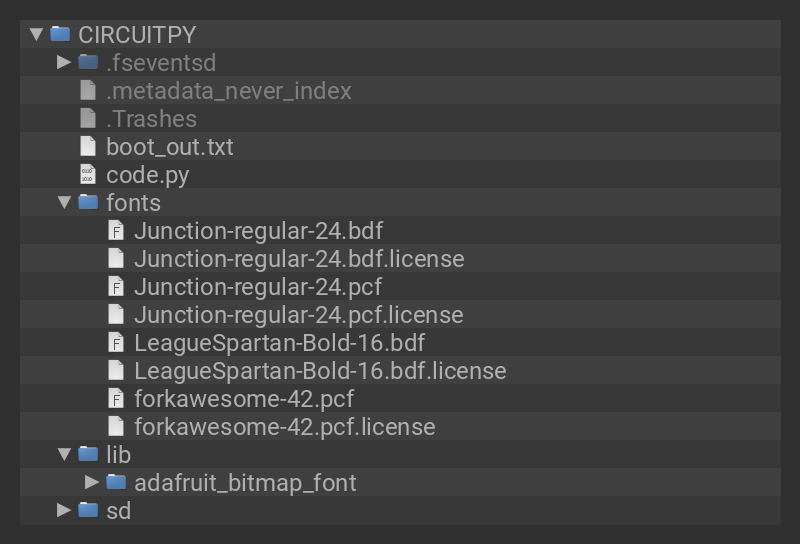 CIRCUITPY
.fseventsd
.metadata_never_index
.Trashes
boot_out.txt
code.py
fonts
Junction-regular-24.bdf
Junction-regular-24.bdf.license
Junction-regular-24.pcf
Junction-regular-24.pcf.license
LeagueSpartan-Bold-16.bdf
LeagueSpartan-Bold-16.bdf.license
forkawesome-42.pcf
forkawesome-42.pcf.license
lib
adafruit_bitmap_font
sd